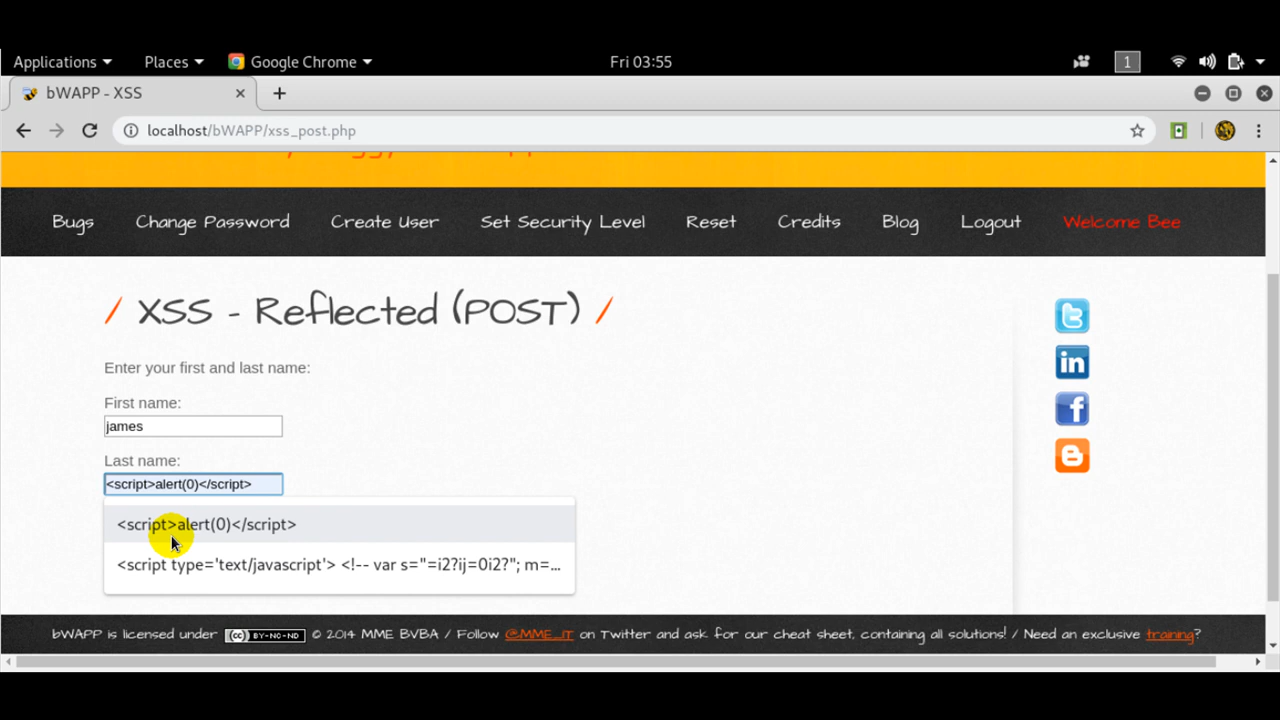 Applications Places Google Chrome Fri 03:55 1
bWAPP - XSS
localhost/bWAPP/xss_post.php
Bugs Change Password Create User Set Security Level Reset Credits Blog Logout Welcome Bee
/ XSS - Reflected (POST) /
Enter your first and last name:
First name:
james
Last name:
<script>alert(0)</script>
<script>alert(0)</script>
<script type='text/javascript'> <!-- var s="=i2?ij=0i2?"; m=...
bWAPP is licensed under (cc) BY-NC-ND © 2014 MME BVBA / Follow @MME_IT on Twitter and ask for our cheat sheet, containing all solutions! / Need an exclusive training?